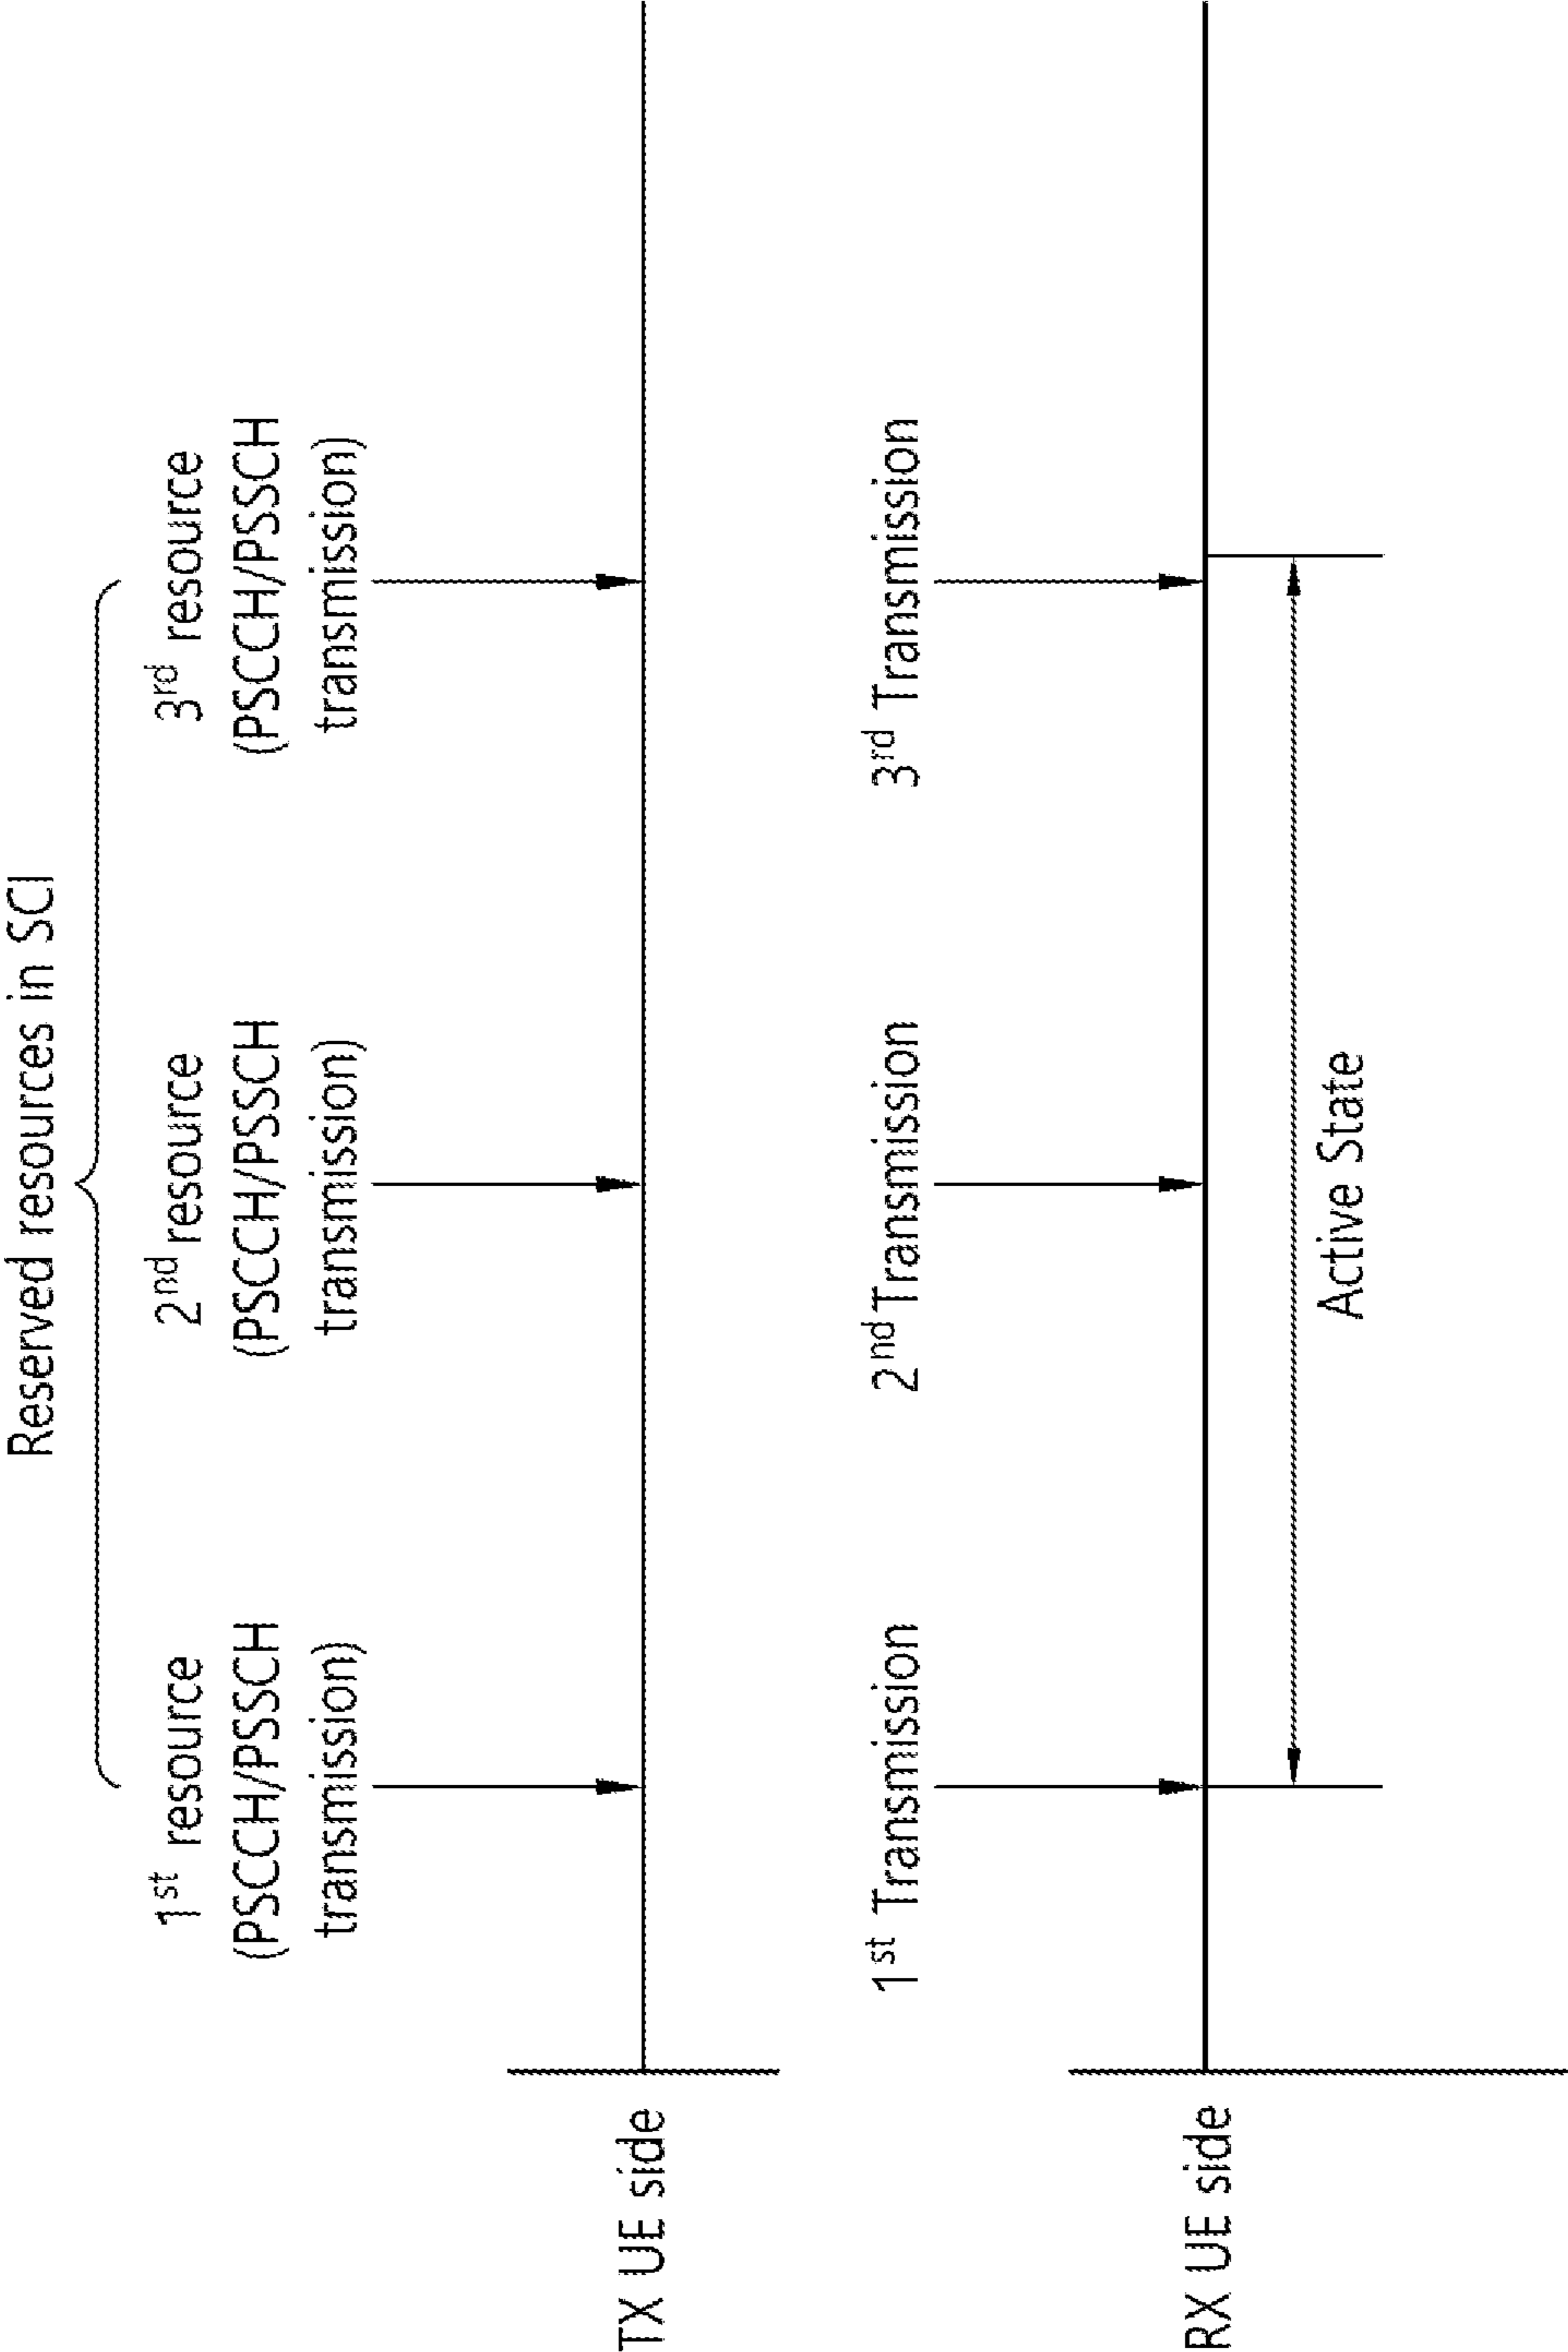 Reserved resources in SCI
1st resource
(PSCCH/PSSCH
transmission)
2nd resource
(PSCCH/PSSCH
transmission)
3rd resource
(PSCCH/PSSCH
transmission)
TX UE side
1st Transmission
2nd Transmission
3rd Transmission
RX UE side
Active State